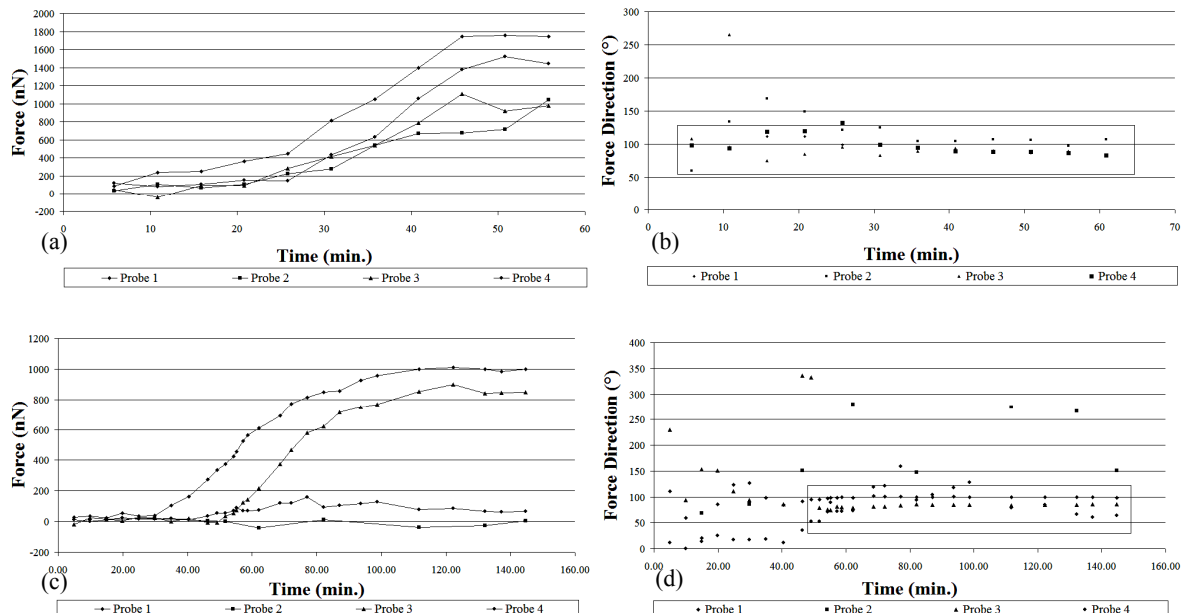 2000
1800
1600
1400
1200
1000
800
600
400
200
0
-200
Force (nN)
0 10 20 30 40 50 60
(a)
Time (min.)
Probe 1 Probe 2 Probe 3 Probe 4
300
250
200
150
100
50
0
Force Direction (°)
0 10 20 30 40 50 60 70
(b)
Time (min.)
Probe 1 Probe 2 Probe 3 Probe 4
1200
1000
800
600
400
200
0
-200
Force (nN)
0.00 20.00 40.00 60.00 80.00 100.00 120.00 140.00 160.00
(c)
Time (min.)
Probe 1 Probe 2 Probe 3 Probe 4
400
350
300
250
200
150
100
50
0
Force Direction (°)
0.00 20.00 40.00 60.00 80.00 100.00 120.00 140.00 160.00
(d)
Time (min.)
Probe 1 Probe 2 Probe 3 Probe 4